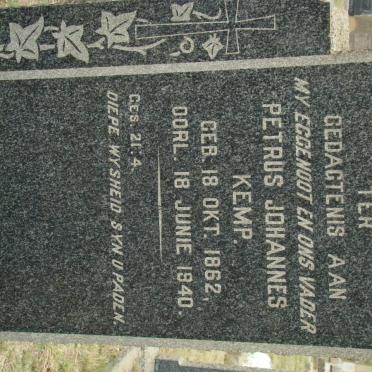 TER
GEDAGTENIS AAN
MY EGGENOOT EN ONS VADER
PETRUS JOHANNES
KEMP.
GEB. 18 OKT. 1862,
OORL. 18 JUNIE 1940.
GES. 21:4.
DIEPE WYSHEID SYN U PADEN.